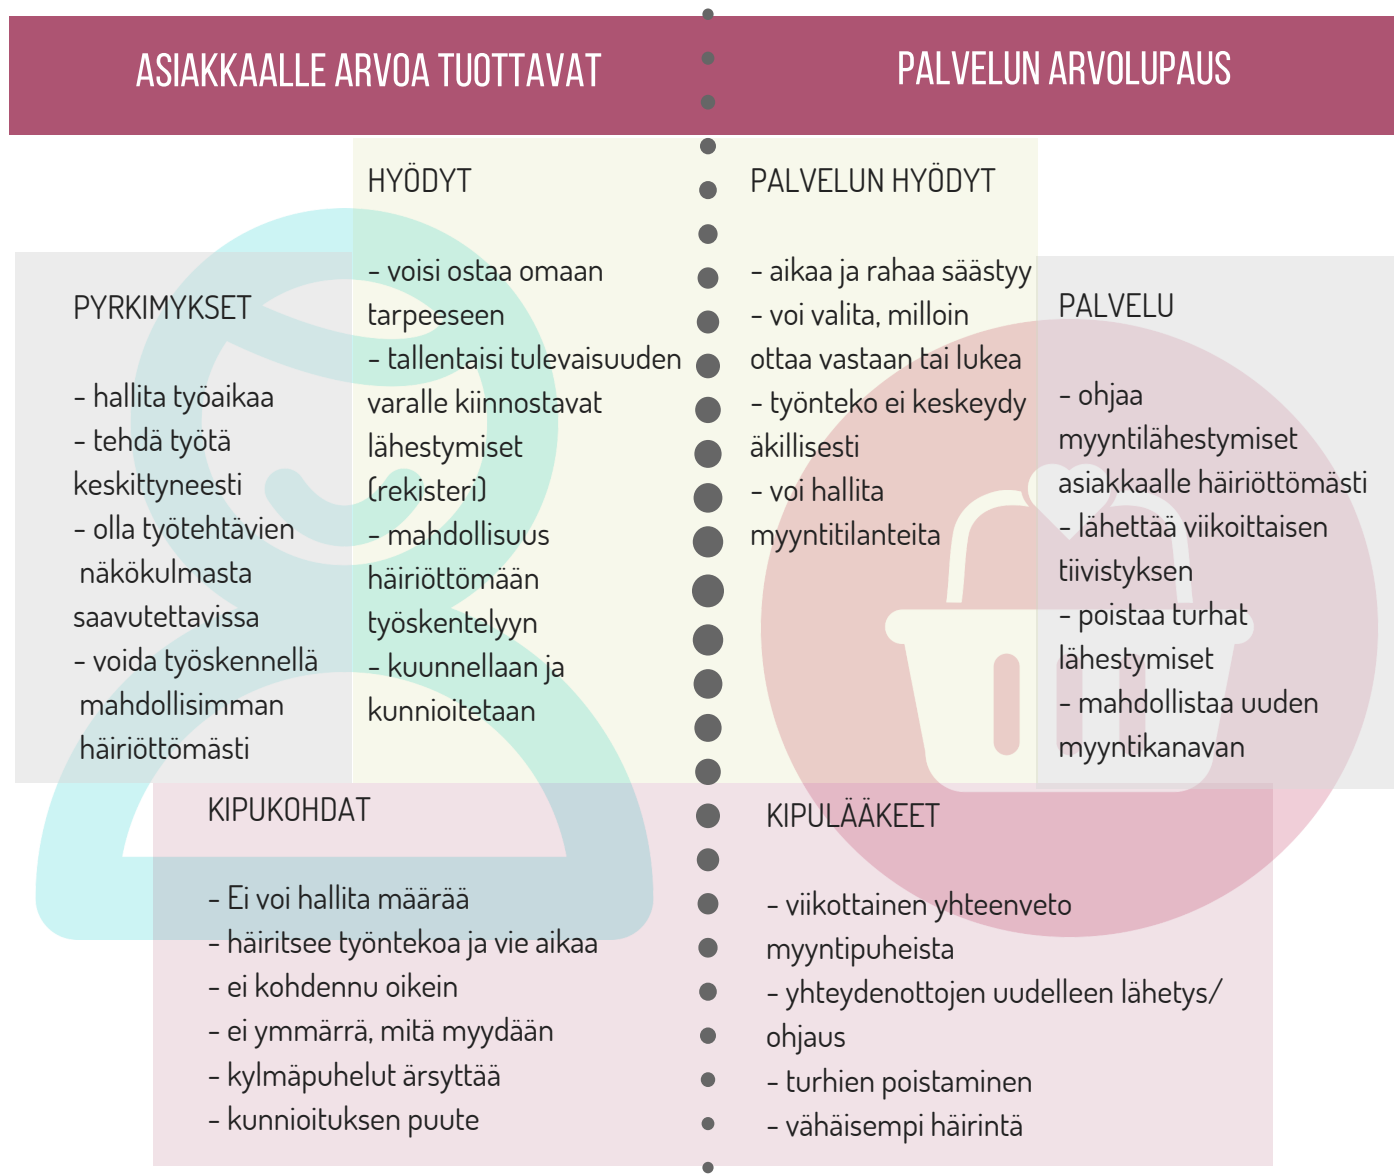 ASIAKKAALLE ARVOA TUOTTAVAT
PALVELUN ARVOLUPAUS
PYRKIMYKSET
- hallita työaikaa
- tehdä työtä
keskittyneesti
- olla työtehtävien
näkökulmasta
saavutettavissa
- voida työskennellä
mahdollisimman
häiriöttömästi
HYÖDYT
- voisi ostaa omaan
tarpeeseen
- tallentaisi tulevaisuuden
varalle kiinnostavat
lähestymiset
(rekisteri)
- mahdollisuus
häiriöttömään
työskentelyyn
- kuunnellaan ja
kunnioitetaan
PALVELUN HYÖDYT
- aikaa ja rahaa säästyy
- voi valita, milloin
ottaa vastaan tai lukea
- työnteko ei keskeydy
äkillisesti
- voi hallita
myyntitilanteita
PALVELU
- ohjaa
myyntilähestymiset
asiakkaalle häiriöttömästi
- lähettää viikoittaisen
tiivistyksen
- poistaa turhat
lähestymiset
- mahdollistaa uuden
myyntikanavan
KIPUKOHDAT
- Ei voi hallita määrää
- häiritsee työntekoa ja vie aikaa
- ei kohdennu oikein
- ei ymmärrä, mitä myydään
- kylmäpuhelut ärsyttää
- kunnioituksen puute
KIPULÄÄKEET
- viikottainen yhteenveto
myyntipuheista
- yhteydenottojen uudelleen lähetys/
ohjaus
- turhien poistaminen
- vähäisempi häirintä